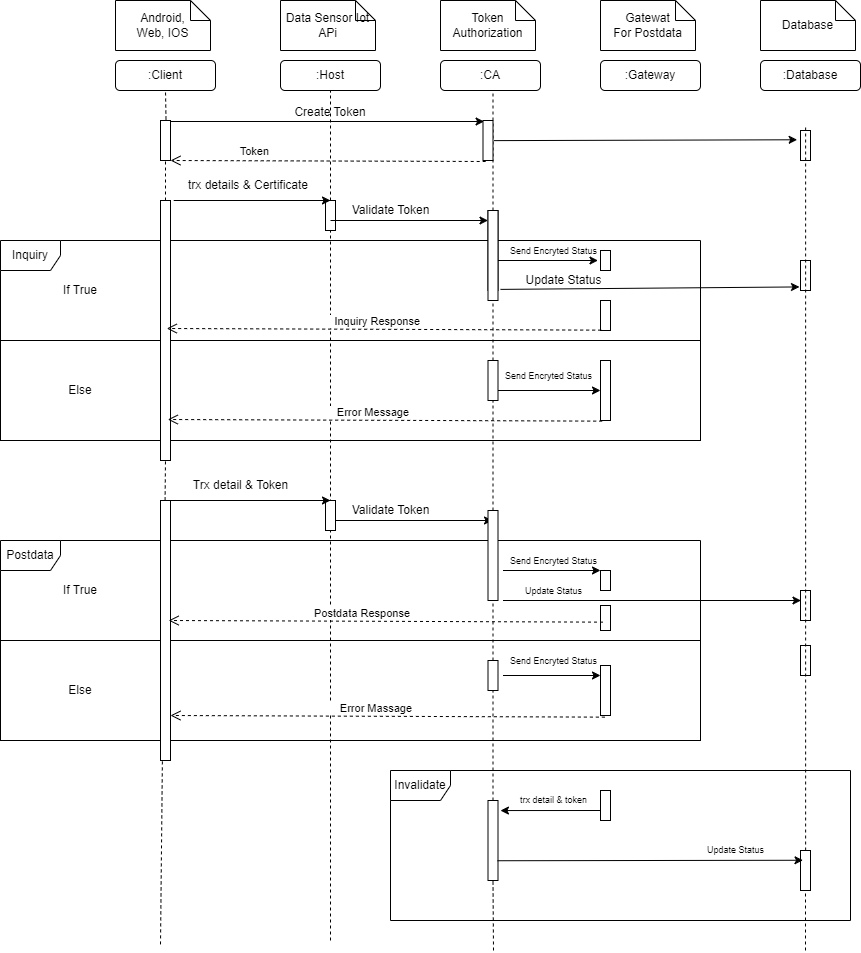 Android,
Web, IOS
Data Sensor Iot
APi
Token
Authorization
Gatewat
For Postdata
Database
:Client
:Host
:CA
:Gateway
:Database
Create Token
Token
trx details & Certificate
Validate Token
Inquiry
Send Encryted Status
Update Status
If True
Inquiry Response
Send Encryted Status
Else
Error Message
Trx detail & Token
Validate Token
Postdata
Send Encryted Status
If True
Update Status
Postdata Response
Send Encryted Status
Else
Error Massage
Invalidate
trx detail & token
Update Status